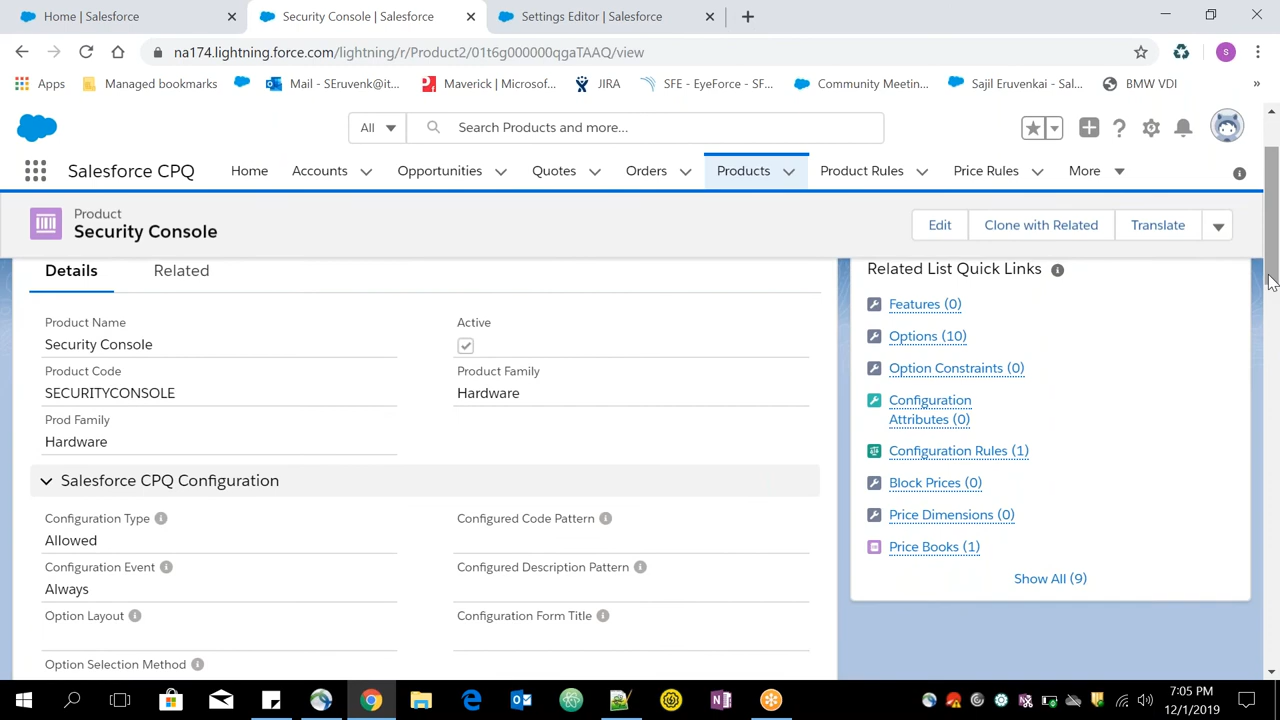 Home | Salesforce
Security Console | Salesforce
Settings Editor | Salesforce
na174.lightning.force.com/lightning/r/Product2/01t6g000000qgaTAAQ/view
S
Apps
Managed bookmarks
Mail - SEruvenk@it...
Maverick | Microsof...
JIRA
SFE - EyeForce - SF...
Community Meetin...
Sajil Eruvenkai - Sal...
BMW VDI
»
All
Search Products and more...
Salesforce CPQ
Home
Accounts
Opportunities
Quotes
Orders
Products
Product Rules
Price Rules
More
Product
Security Console
Edit
Clone with Related
Translate
Details
Related
Product Name
Security Console
Active
Product Code
SECURITYCONSOLE
Product Family
Hardware
Prod Family
Hardware
Salesforce CPQ Configuration
Configuration Type
Allowed
Configured Code Pattern
Configuration Event
Always
Configured Description Pattern
Option Layout
Configuration Form Title
Option Selection Method
Related List Quick Links
Features (0)
Options (10)
Option Constraints (0)
Configuration
Attributes (0)
Configuration Rules (1)
Block Prices (0)
Price Dimensions (0)
Price Books (1)
Show All (9)
7:05 PM
12/1/2019